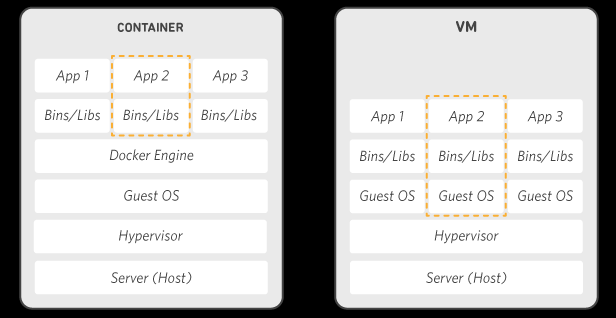 CONTAINER
App 1 App 2 App 3
Bins/Libs Bins/Libs Bins/Libs
Docker Engine
Guest OS
Hypervisor
Server (Host)
VM
App 1 App 2 App 3
Bins/Libs Bins/Libs Bins/Libs
Guest OS Guest OS Guest OS
Hypervisor
Server (Host)